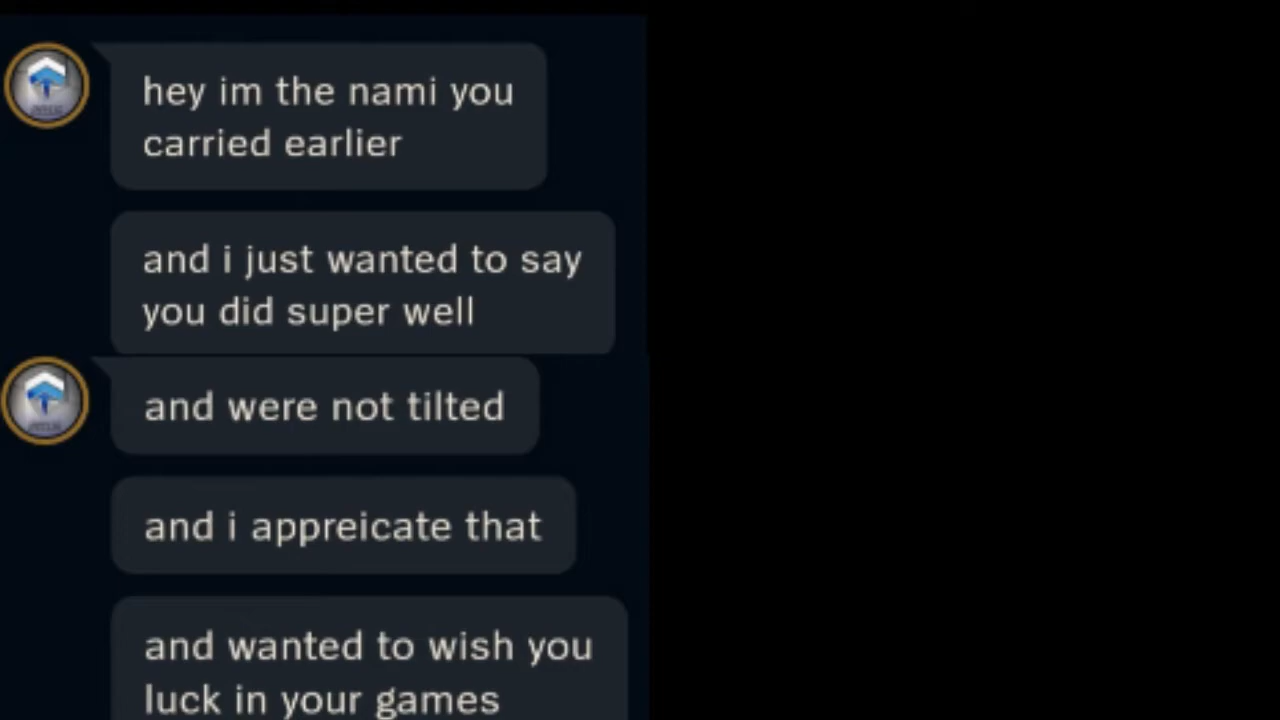 hey im the nami you
carried earlier
and i just wanted to say
you did super well
and were not tilted
and i appreicate that
and wanted to wish you
luck in your games